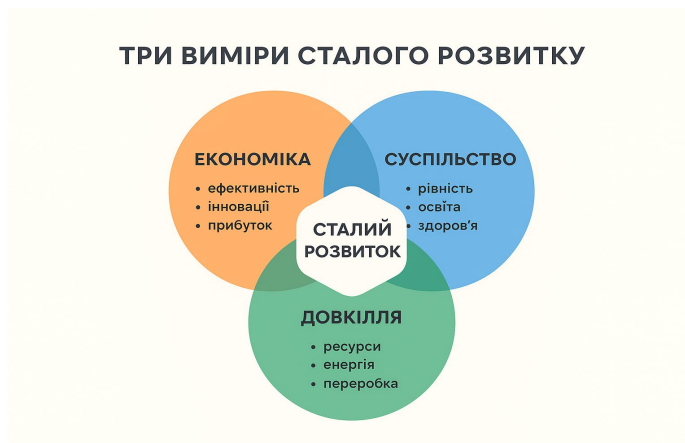 ТРИ ВИМІРИ СТАЛОГО РОЗВИТКУ
ЕКОНОМІКА
• ефективність
• інновації
• прибуток
СУСПІЛЬСТВО
• рівність
• освіта
• здоров'я
СТАЛИЙ
РОЗВИТОК
ДОВКІЛЛЯ
• ресурси
• енергія
• переробка